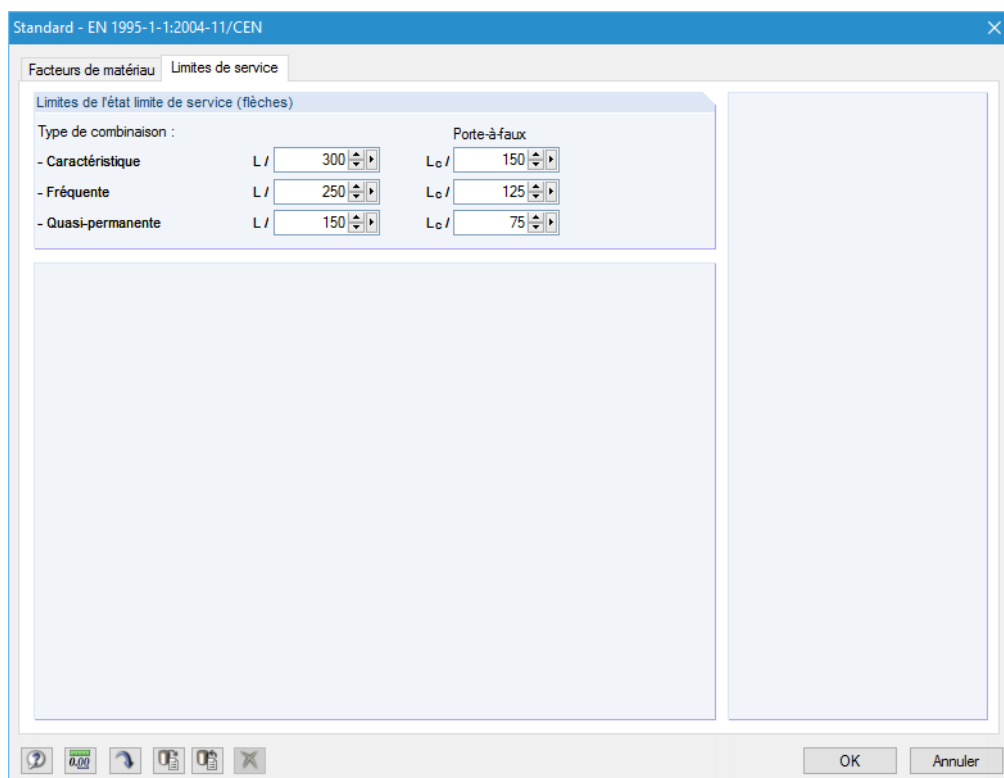 Standard - EN 1995-1-1:2004-11/CEN
Facteurs de matériau Limites de service
Limites de l'état limite de service (flèches)
Type de combinaison : Porte-à-faux
- Caractéristique L / 300 Lc / 150
- Fréquente L / 250 Lc / 125
- Quasi-permanente L / 150 Lc / 75
0.00
OK Annuler